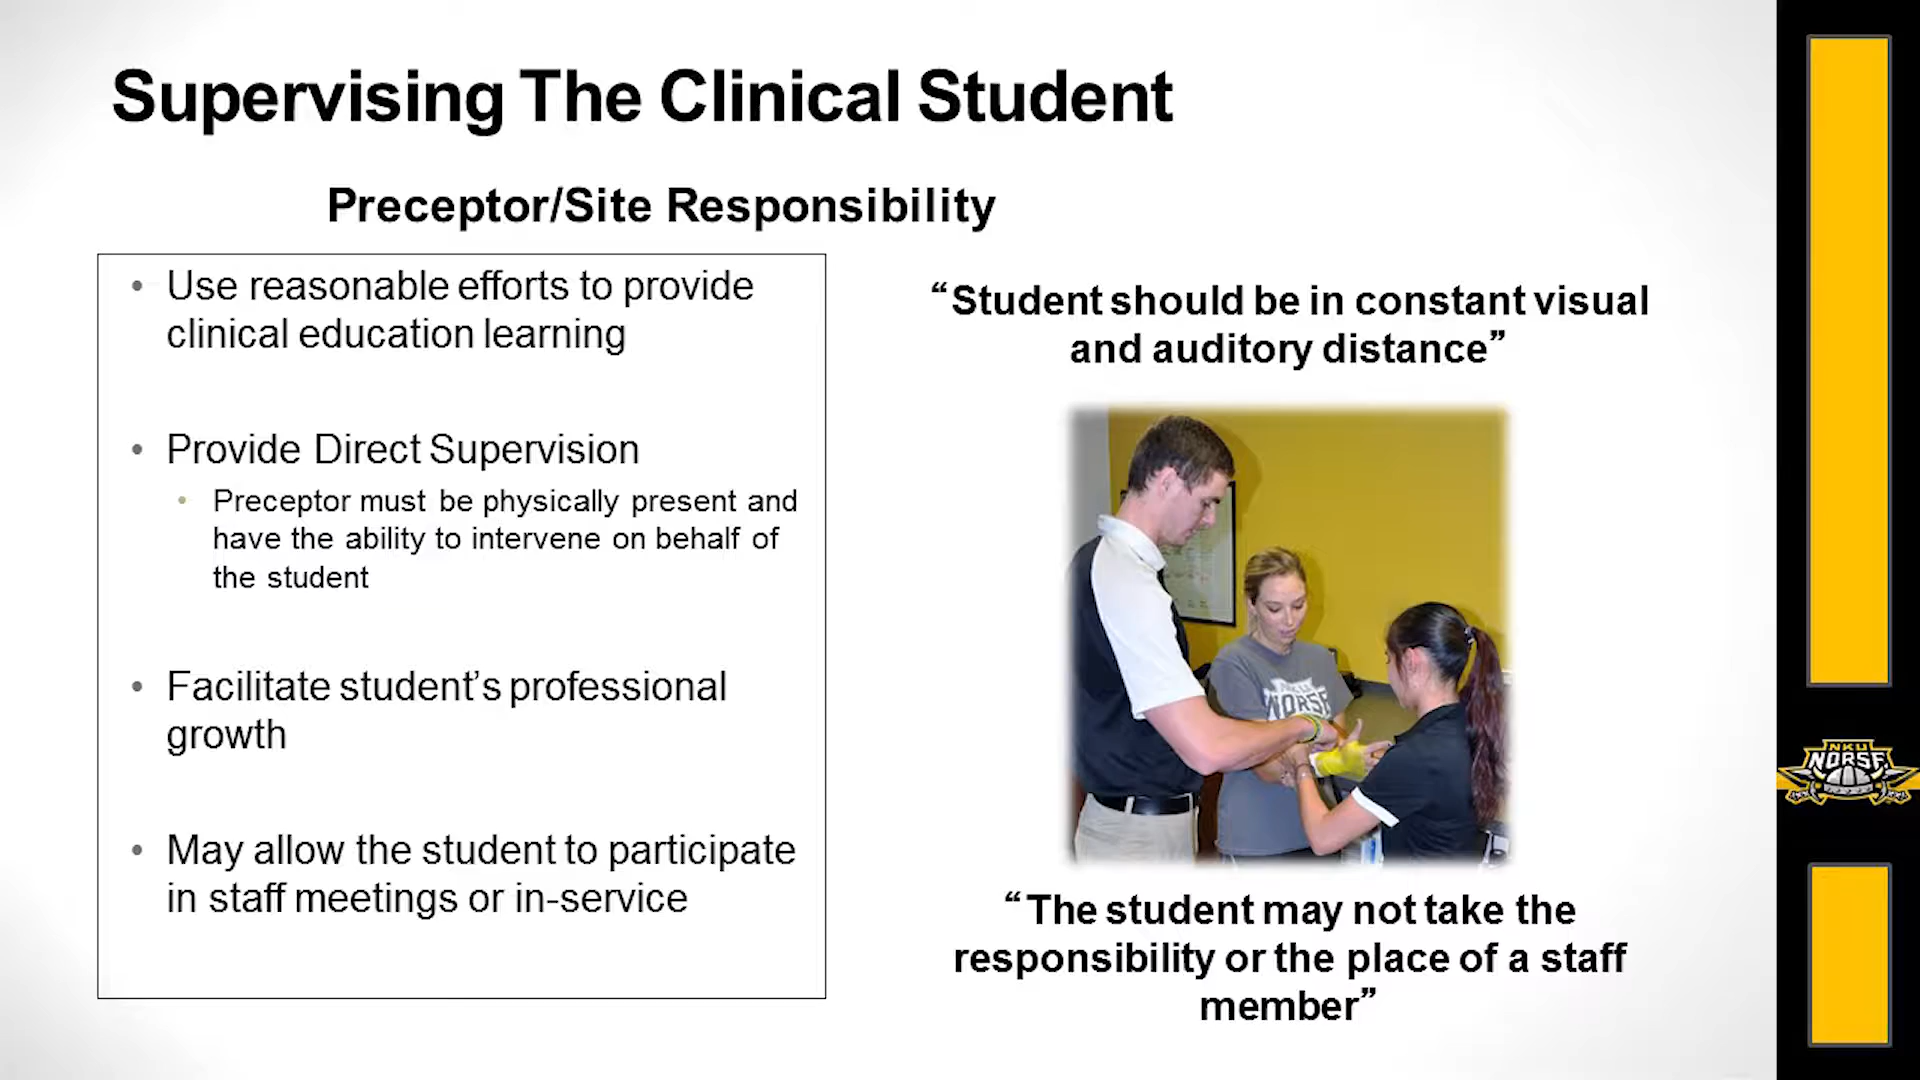 Supervising The Clinical Student
Preceptor/Site Responsibility
• Use reasonable efforts to provide
clinical education learning
• Provide Direct Supervision
• Preceptor must be physically present and
have the ability to intervene on behalf of
the student
• Facilitate student’s professional
growth
• May allow the student to participate
in staff meetings or in-service
“Student should be in constant visual
and auditory distance”
NKU
NORSE
“The student may not take the
responsibility or the place of a staff
member”
NKU
NORSE